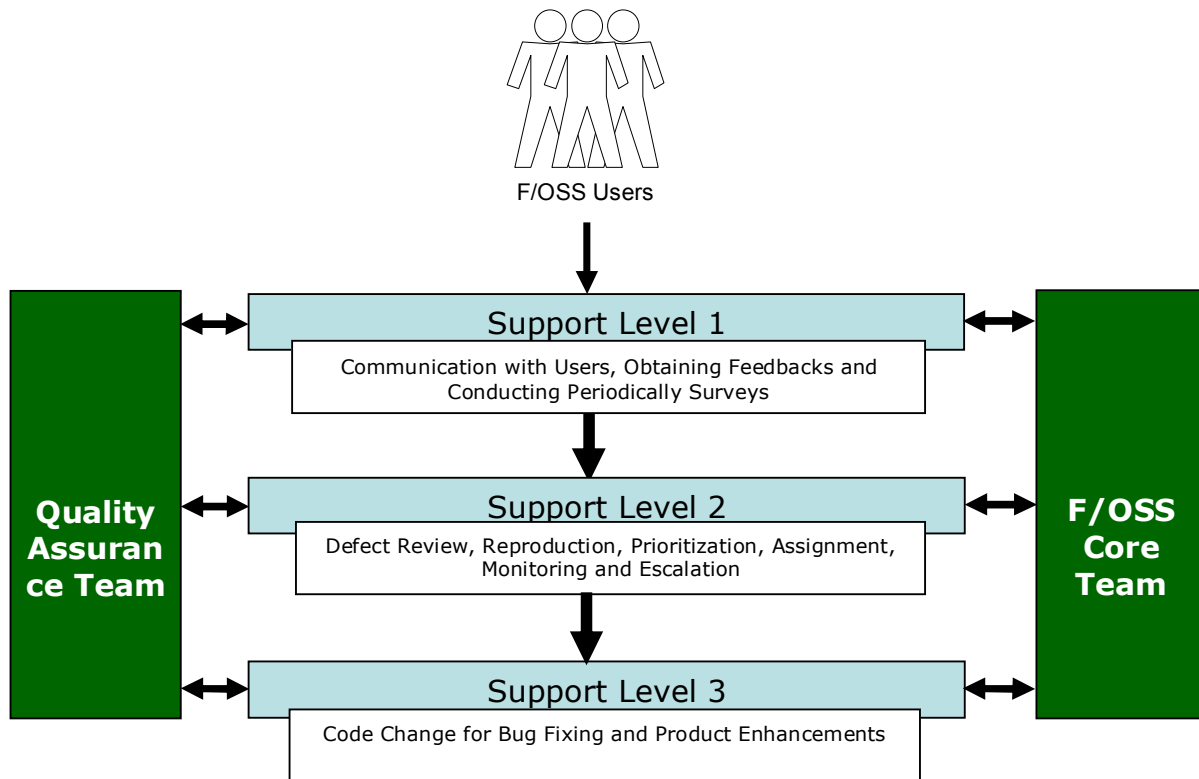 F/OSS Users
Support Level 1
Communication with Users, Obtaining Feedbacks and
Conducting Periodically Surveys
Quality
Assuran
ce Team
Support Level 2
Defect Review, Reproduction, Prioritization, Assignment,
Monitoring and Escalation
F/OSS
Core
Team
Support Level 3
Code Change for Bug Fixing and Product Enhancements